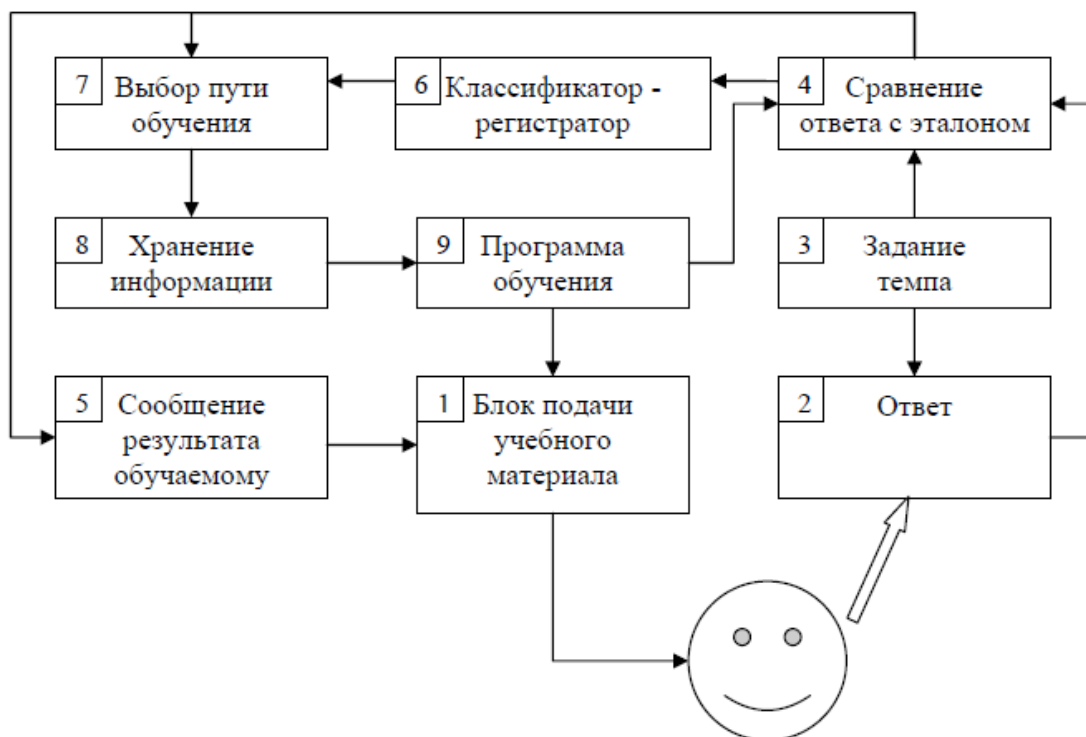 7 Выбор пути
обучения
6 Классификатор -
регистратор
4 Сравнение
ответа с эталоном
8 Хранение
информации
9 Программа
обучения
3 Задание
темпа
5 Сообщение
результата
обучаемому
1 Блок подачи
учебного
материала
2 Ответ